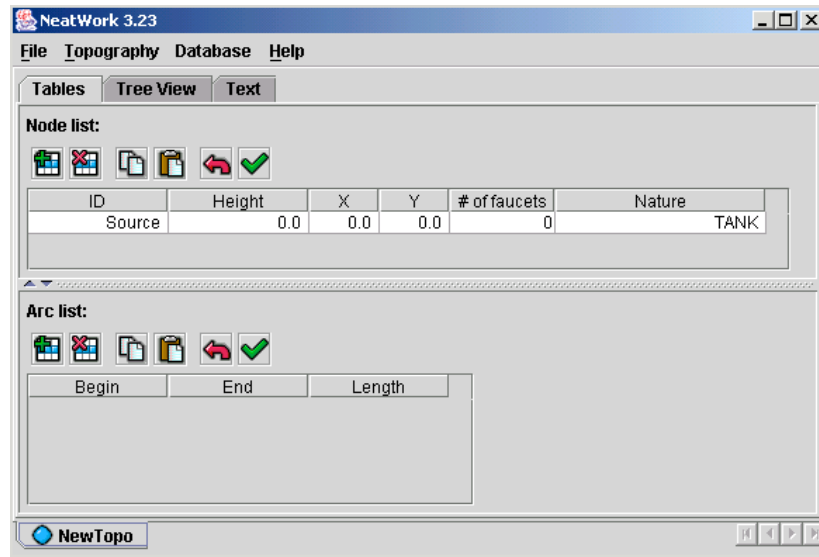 NeatWork 3.23
File Topography Database Help
Tables Tree View Text
Node list:
ID Height X Y # of faucets Nature
Source 0.0 0.0 0.0 0 TANK
Arc list:
Begin End Length
NewTopo